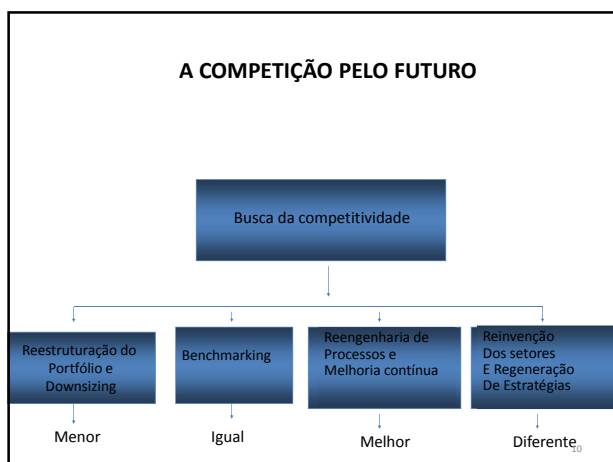 A COMPETIÇÃO PELO FUTURO
Busca da competitividade
Reestruturação do
Portfólio e
Downsizing
Benchmarking
Reengenharia de
Processos e
Melhoria contínua
Reinvenção
Dos setores
E Regeneração
De Estratégias
Menor
Igual
Melhor
Diferente
10